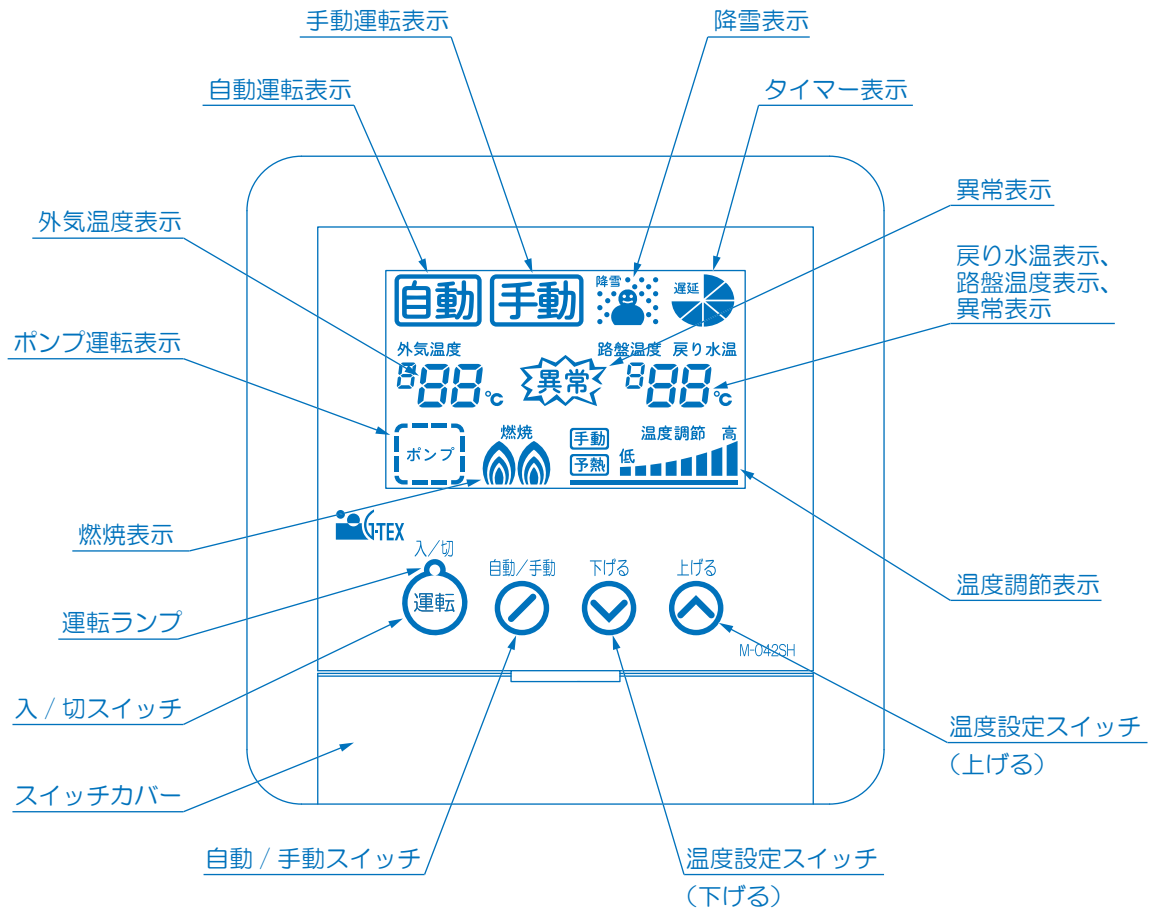 手動運転表示
降雪表示
自動運転表示
タイマー表示
異常表示
外気温度表示
戻り水温表示、
路盤温度表示、
異常表示
ポンプ運転表示
自動
手動
降雪
遅延
外気温度
路盤温度 戻り水温
888℃
異常
888℃
ポンプ
燃焼
手動
予熱
温度調節
低
高
燃焼表示
G-TEX
入/切
運転
自動/手動
下げる
上げる
温度調節表示
運転ランプ
M-042SH
入/切スイッチ
温度設定スイッチ
(上げる)
スイッチカバー
自動/手動スイッチ
温度設定スイッチ
(下げる)